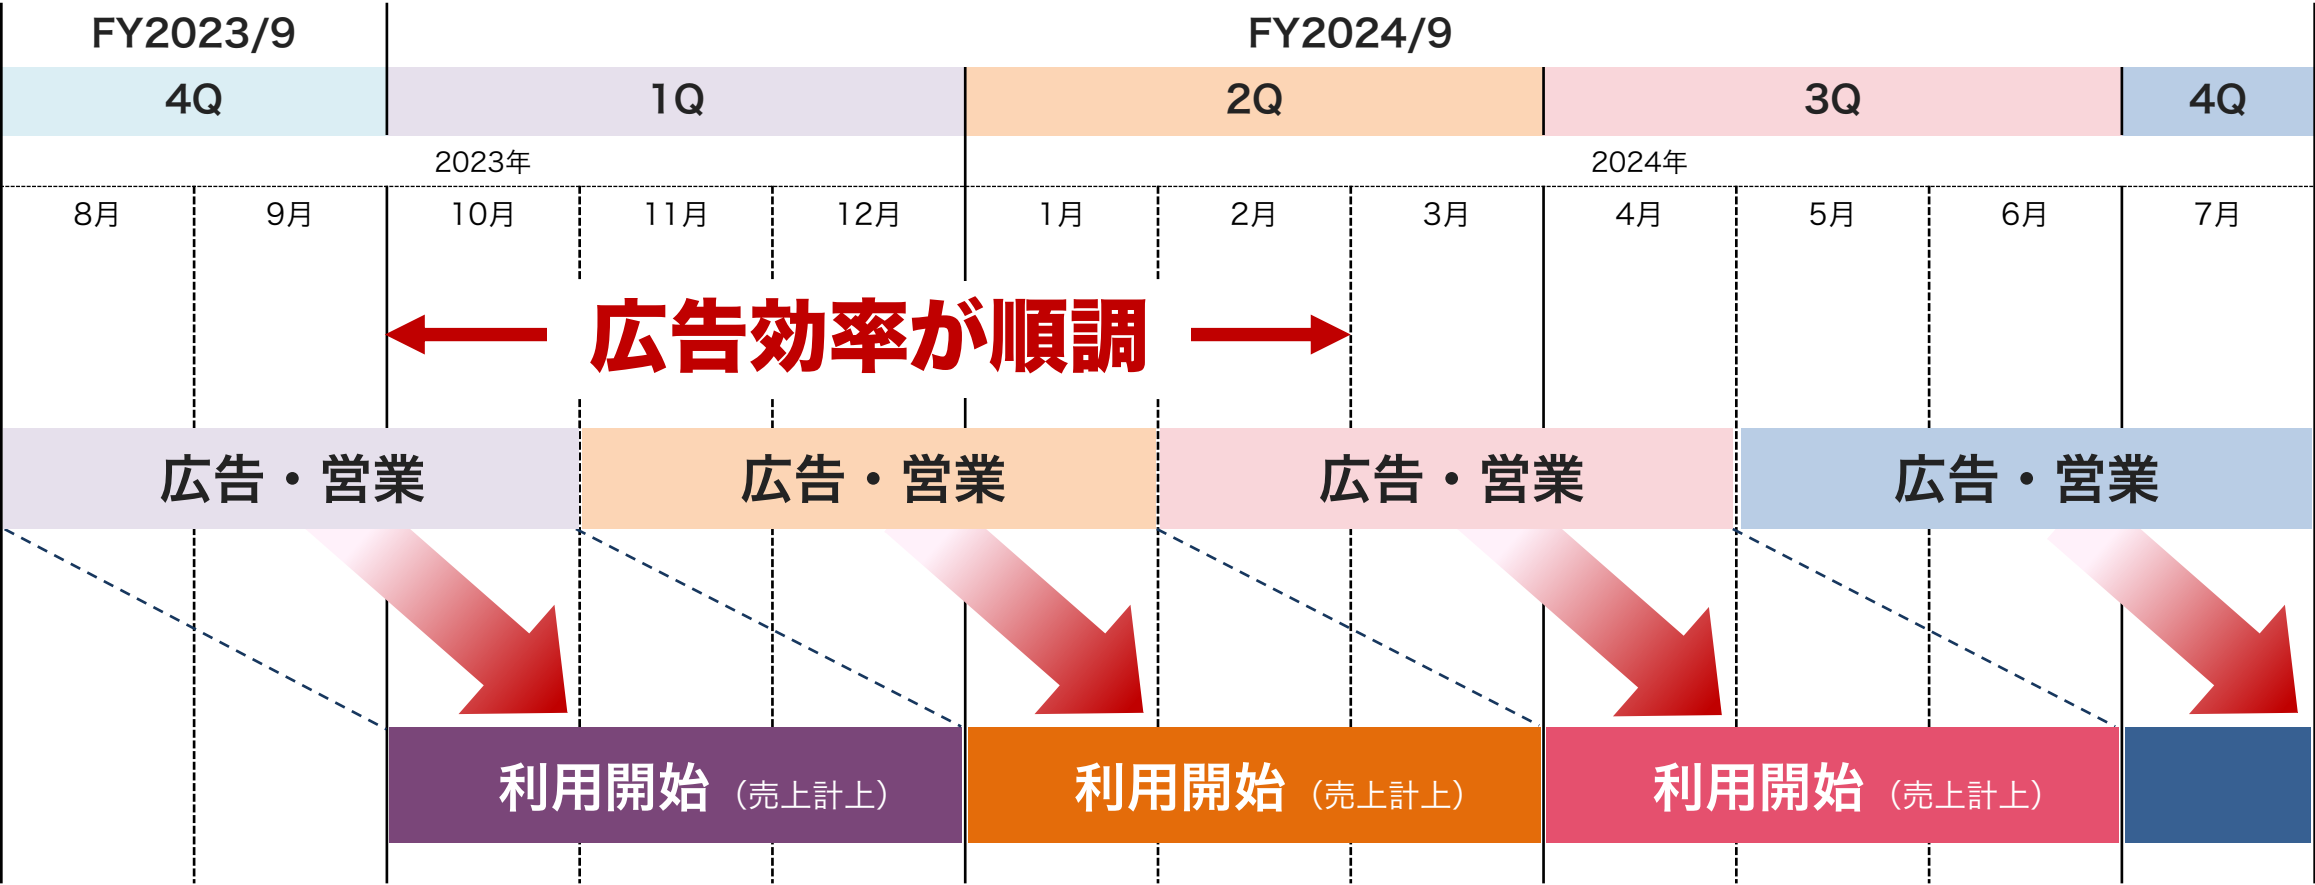 FY2023/9 FY2024/9
4Q 1Q 2Q 3Q 4Q
2023年 2024年
8月 9月 10月 11月 12月 1月 2月 3月 4月 5月 6月 7月
広告効率が順調
広告・営業 広告・営業 広告・営業 広告・営業
利用開始（売上計上） 利用開始（売上計上） 利用開始（売上計上）